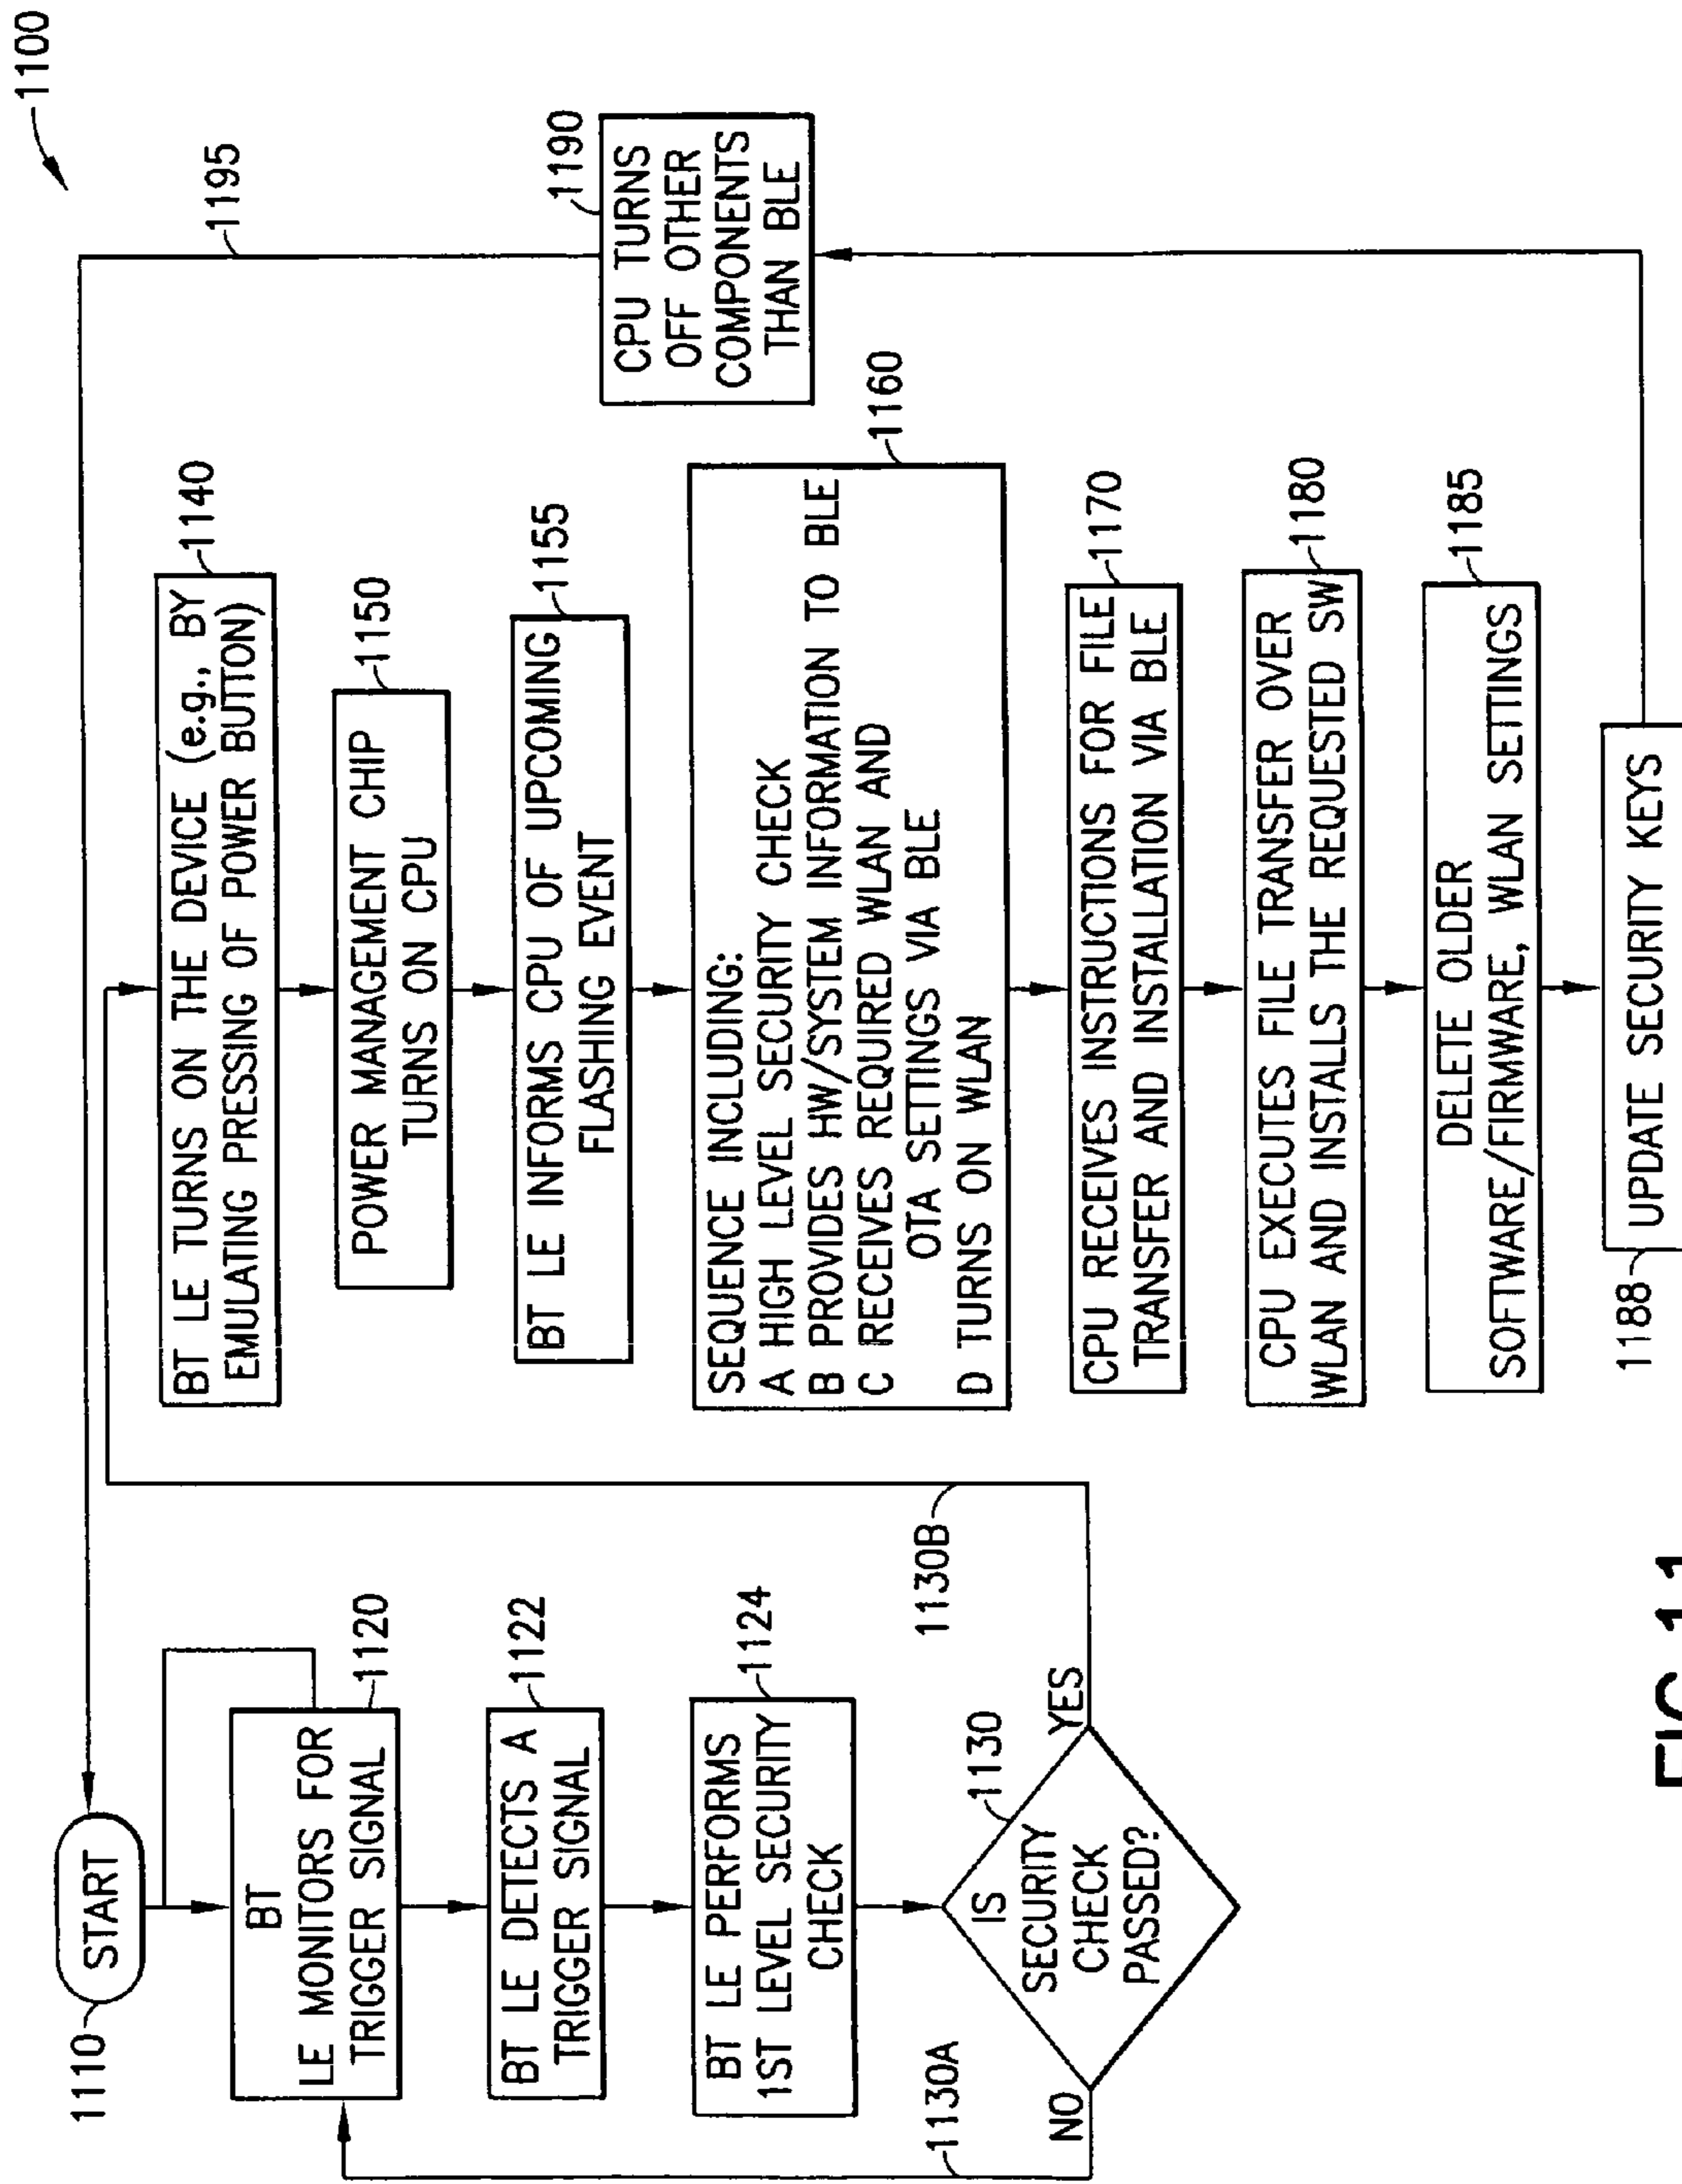 1100
1110
START
BT
LE MONITORS FOR
TRIGGER SIGNAL
1120
BT LE DETECTS A
TRIGGER SIGNAL
1122
BT LE PERFORMS
1ST LEVEL SECURITY
CHECK
1124
IS
SECURITY
CHECK
PASSED?
1130
NO
1130A
YES
1130B
BT LE TURNS ON THE DEVICE (e.g., BY
EMULATING PRESSING OF POWER BUTTON)
1140
POWER MANAGEMENT CHIP
TURNS ON CPU
1150
BT LE INFORMS CPU OF UPCOMING
FLASHING EVENT
1155
SEQUENCE INCLUDING:
A HIGH LEVEL SECURITY CHECK
B PROVIDES HW/SYSTEM INFORMATION TO BLE
C RECEIVES REQUIRED WLAN AND
OTA SETTINGS VIA BLE
D TURNS ON WLAN
1160
CPU RECEIVES INSTRUCTIONS FOR FILE
TRANSFER AND INSTALLATION VIA BLE
1170
CPU EXECUTES FILE TRANSFER OVER
WLAN AND INSTALLS THE REQUESTED SW
1180
DELETE OLDER
SOFTWARE/FIRMWARE, WLAN SETTINGS
1185
1188
UPDATE SECURITY KEYS
CPU TURNS
OFF OTHER
COMPONENTS
THAN BLE
1190
1195
FIG.11